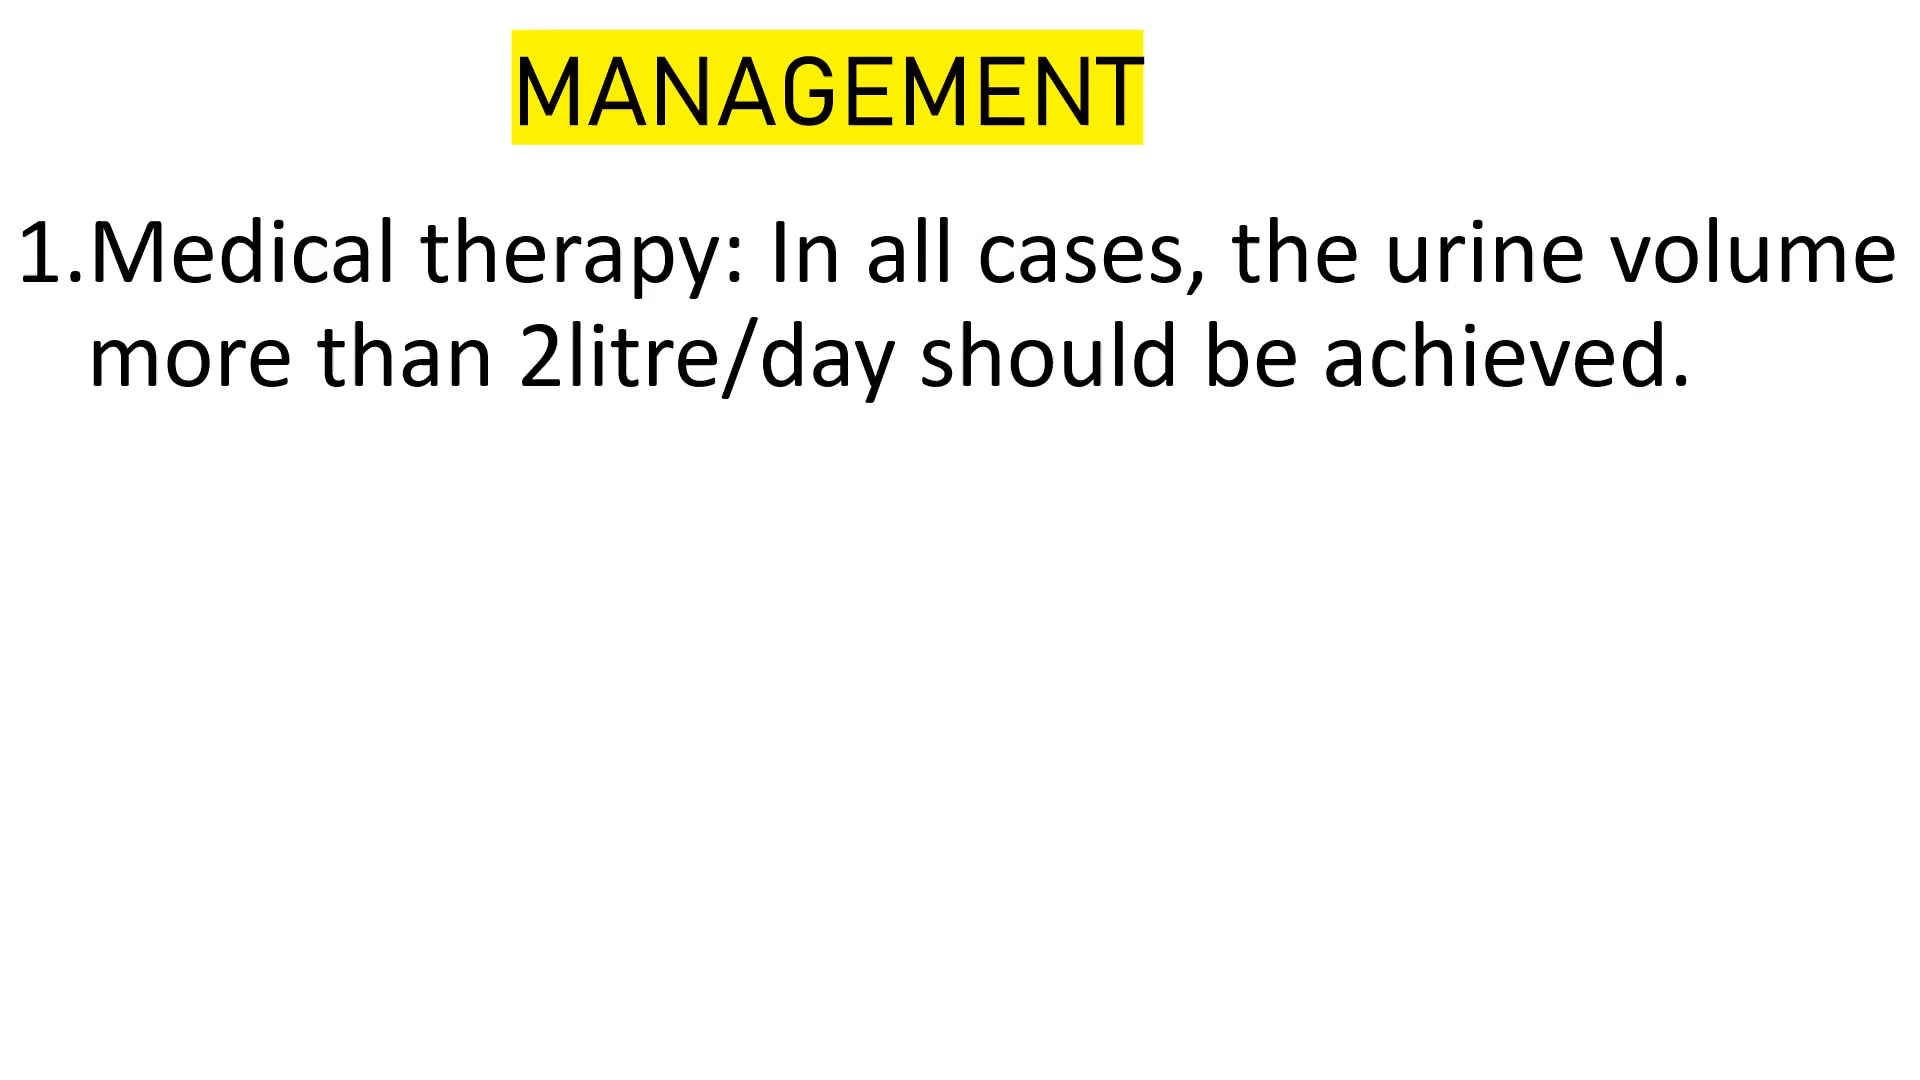 MANAGEMENT
1.Medical therapy: In all cases, the urine volume
more than 2litre/day should be achieved.